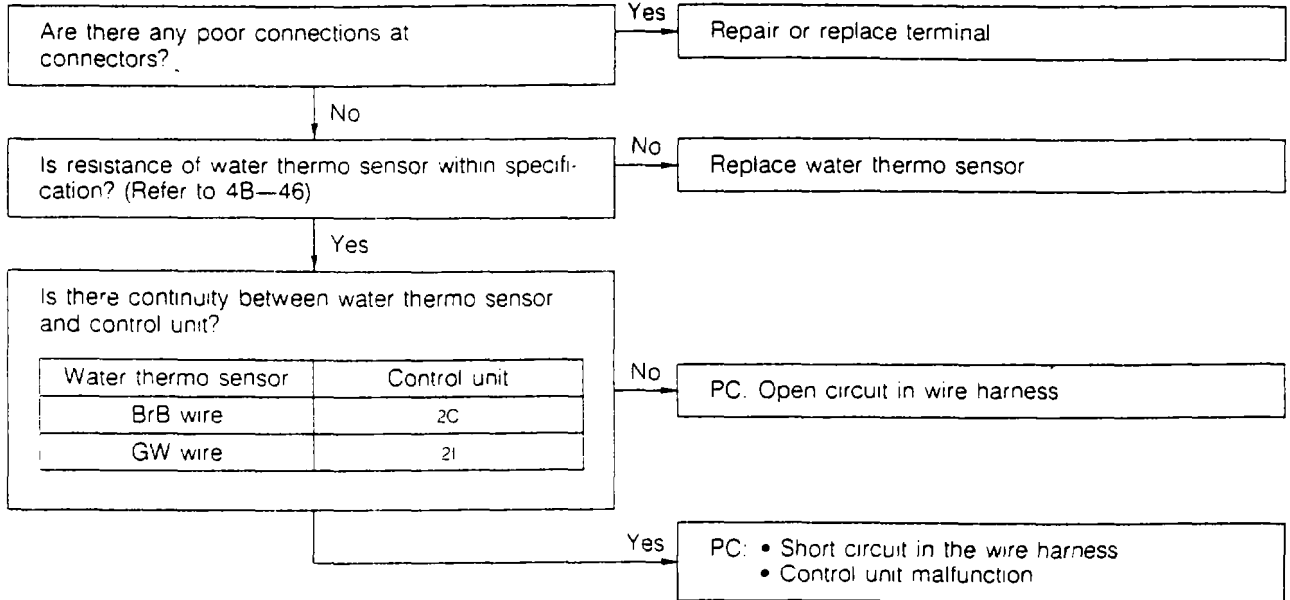 Are there any poor connections at
connectors?
Yes
Repair or replace terminal
No
Is resistance of water thermo sensor within specifi-
cation? (Refer to 4B—46)
No
Replace water thermo sensor
Yes
Is there continuity between water thermo sensor
and control unit?
Water thermo sensor Control unit
BrB wire 2C
GW wire 2I
No
PC. Open circuit in wire harness
Yes
PC: • Short circuit in the wire harness
• Control unit malfunction